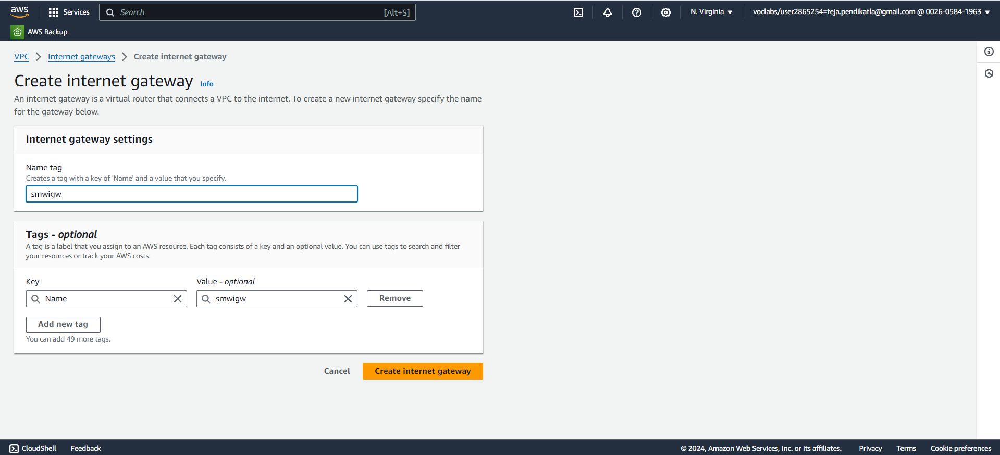 aws
Services
Search
[Alt+S]
N. Virginia
voclabs/user2865254=teja.pendikatla@gmail.com @ 0026-0584-1963
AWS Backup
VPC
Internet gateways
Create internet gateway
Create internet gateway
Info
An internet gateway is a virtual router that connects a VPC to the internet. To create a new internet gateway specify the name
for the gateway below.
Internet gateway settings
Name tag
Creates a tag with a key of 'Name' and a value that you specify.
smwigw
Tags - optional
A tag is a label that you assign to an AWS resource. Each tag consists of a key and an optional value. You can use tags to search and filter
your resources or track your AWS costs.
Key
Value - optional
Name
smwigw
Remove
Add new tag
You can add 49 more tags.
Cancel
Create internet gateway
CloudShell
Feedback
© 2024, Amazon Web Services, Inc. or its affiliates.
Privacy
Terms
Cookie preferences